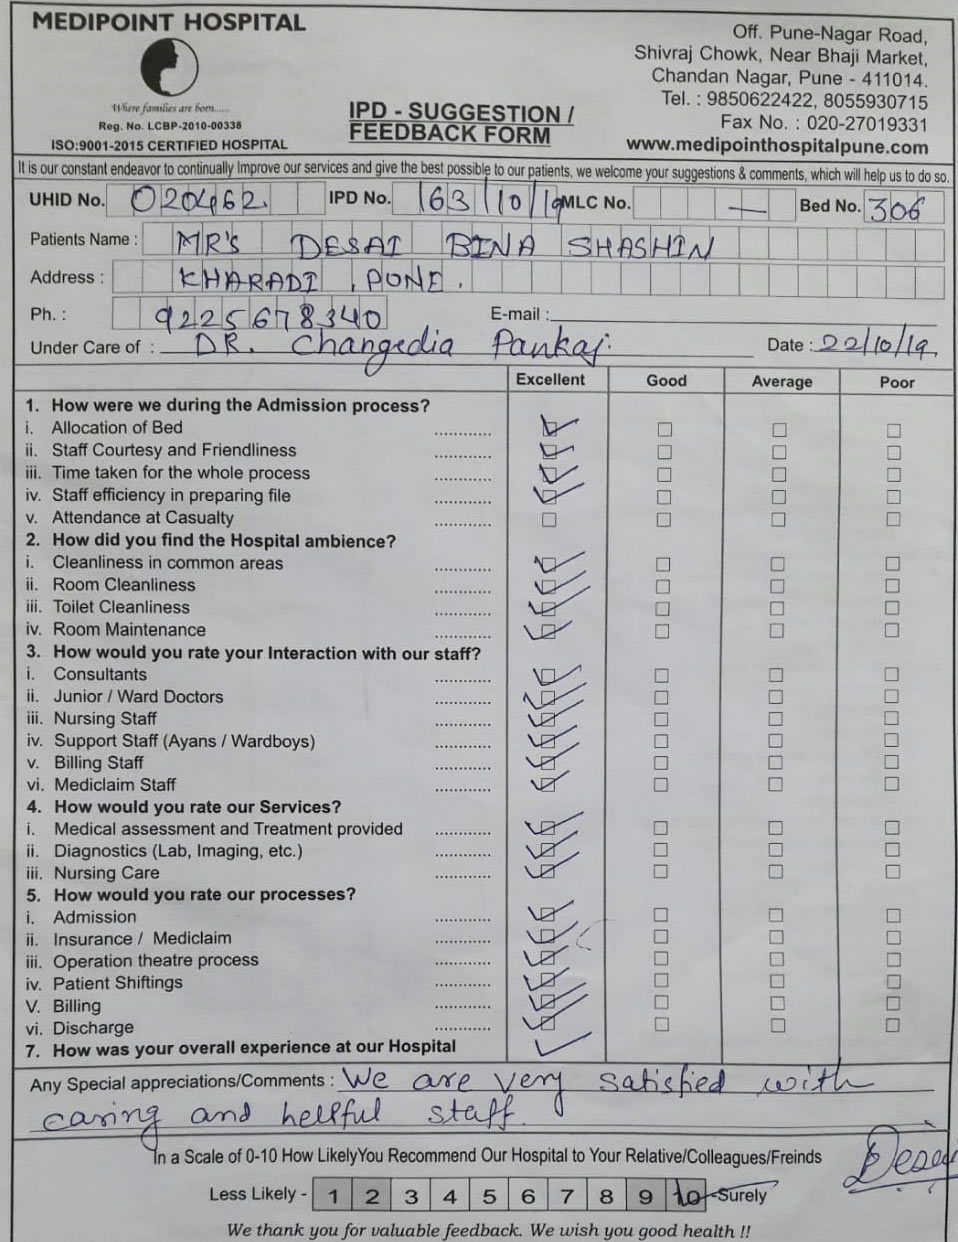 MEDIPOINT HOSPITAL
Where families are born......
Reg. No. LCBP-2010-00338
ISO:9001-2015 CERTIFIED HOSPITAL
IPD - SUGGESTION /
FEEDBACK FORM
Off. Pune-Nagar Road,
Shivraj Chowk, Near Bhaji Market,
Chandan Nagar, Pune - 411014.
Tel. : 9850622422, 8055930715
Fax No. : 020-27019331
www.medipointhospitalpune.com
It is our constant endeavor to continually Improve our services and give the best possible to our patients, we welcome your suggestions & comments, which will help us to do so.
UHID No. 020462 IPD No. 163/10/19 MLC No. — Bed No. 306
Patients Name : MR's DESAI BINA SHASHIN
Address : KHARADI, PUNE.
Ph. : 9225678340 E-mail :
Under Care of : DR. Changedia Pankaj. Date : 22/10/19
Excellent Good Average Poor
1. How were we during the Admission process?
i. Allocation of Bed ...........
ii. Staff Courtesy and Friendliness ...........
iii. Time taken for the whole process ...........
iv. Staff efficiency in preparing file ...........
v. Attendance at Casualty ...........
2. How did you find the Hospital ambience?
i. Cleanliness in common areas ...........
ii. Room Cleanliness ...........
iii. Toilet Cleanliness ...........
iv. Room Maintenance ...........
3. How would you rate your Interaction with our staff?
i. Consultants ...........
ii. Junior / Ward Doctors ...........
iii. Nursing Staff ...........
iv. Support Staff (Ayans / Wardboys) ...........
v. Billing Staff ...........
vi. Mediclaim Staff ...........
4. How would you rate our Services?
i. Medical assessment and Treatment provided ...........
ii. Diagnostics (Lab, Imaging, etc.) ...........
iii. Nursing Care ...........
5. How would you rate our processes?
i. Admission ...........
ii. Insurance / Mediclaim ...........
iii. Operation theatre process ...........
iv. Patient Shiftings ...........
V. Billing ...........
vi. Discharge ...........
7. How was your overall experience at our Hospital
Any Special appreciations/Comments : We are very satisfied with
caring and hellful staff.
In a Scale of 0-10 How LikelyYou Recommend Our Hospital to Your Relative/Colleagues/Freinds
Desai
Less Likely - 1 2 3 4 5 6 7 8 9 10 Surely
We thank you for valuable feedback. We wish you good health !!